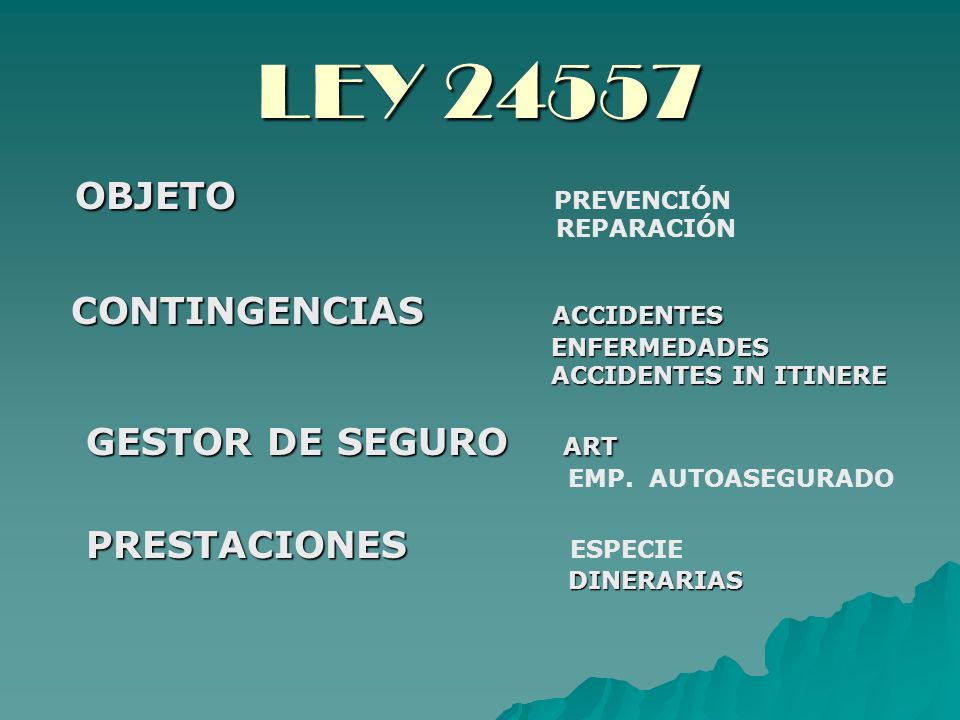 LEY 24557
OBJETO PREVENCIÓN
REPARACIÓN
CONTINGENCIAS ACCIDENTES
ENFERMEDADES
ACCIDENTES IN ITINERE
GESTOR DE SEGURO ART
EMP. AUTOASEGURADO
PRESTACIONES ESPECIE
DINERARIAS